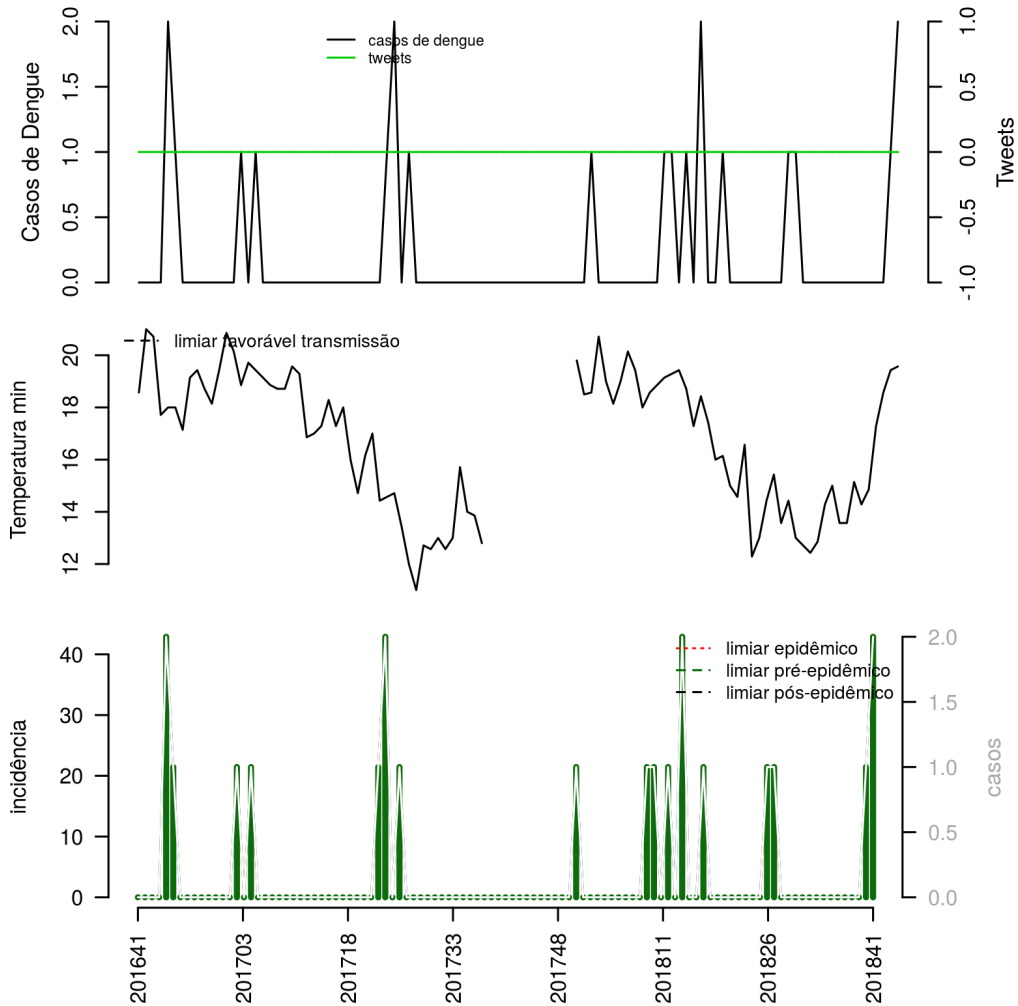 casos de dengue
tweets
Casos de Dengue
0.0 0.5 1.0 1.5 2.0
Tweets
-1.0 -0.5 0.0 0.5 1.0
limiar favorável transmissão
Temperatura min
12 14 16 18 20
limiar epidêmico
limiar pré-epidêmico
limiar pós-epidêmico
incidência
40
30
20
10
0
casos
2.0
1.5
1.0
0.5
0.0
201641 201703 201718 201733 201748 201811 201826 201841